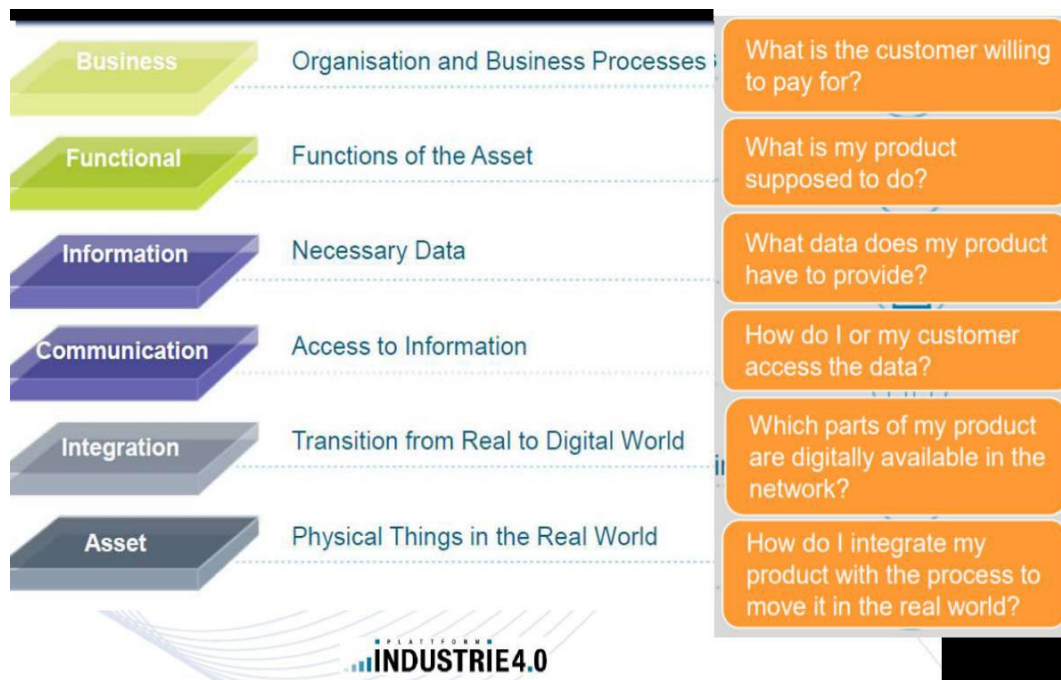 Business
Organisation and Business Processes
What is the customer willing
to pay for?
Functional
Functions of the Asset
What is my product
supposed to do?
Information
Necessary Data
What data does my product
have to provide?
Communication
Access to Information
How do I or my customer
access the data?
Integration
Transition from Real to Digital World
Which parts of my product
are digitally available in the
network?
Asset
Physical Things in the Real World
How do I integrate my
product with the process to
move it in the real world?
PLATTFORM
INDUSTRIE4.0